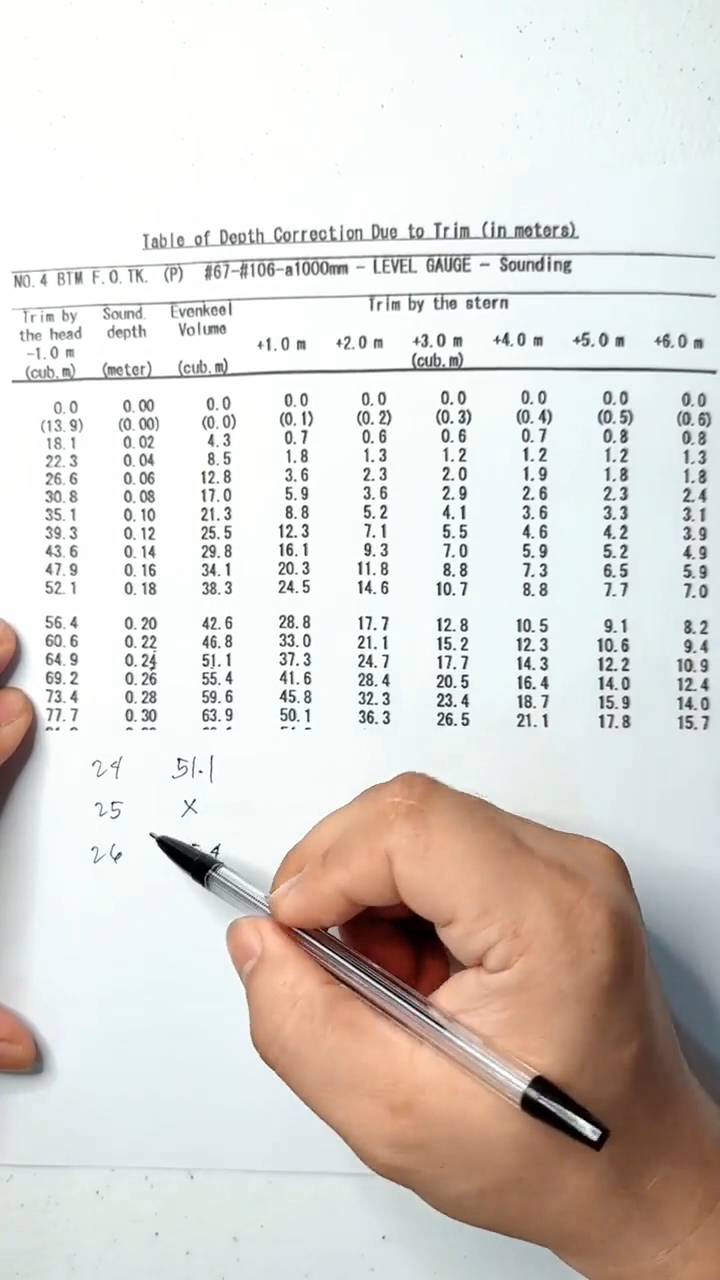 Table of Depth Correction Due to Trim (in meters)
NO. 4 BTM F. O. TK. (P) #67-#106-a1000mm - LEVEL GAUGE - Sounding
Trim by the head -1.0 m (cub. m) Sound. depth (meter) Evenkeel Volume (cub. m) Trim by the stern
+1.0 m +2.0 m +3.0 m (cub. m) +4.0 m +5.0 m +6.0 m
0.0 0.00 0.0 0.0 0.0 0.0 0.0 0.0 0.0
(13.9) (0.00) (0.0) (0.1) (0.2) (0.3) (0.4) (0.5) (0.6)
18.1 0.02 4.3 0.7 0.6 0.6 0.7 0.8 0.8
22.3 0.04 8.5 1.8 1.3 1.2 1.2 1.2 1.3
26.6 0.06 12.8 3.6 2.3 2.0 1.9 1.8 1.8
30.8 0.08 17.0 5.9 3.6 2.9 2.6 2.3 2.4
35.1 0.10 21.3 8.8 5.2 4.1 3.6 3.3 3.1
39.3 0.12 25.5 12.3 7.1 5.5 4.6 4.2 3.9
43.6 0.14 29.8 16.1 9.3 7.0 5.9 5.2 4.9
47.9 0.16 34.1 20.3 11.8 8.8 7.3 6.5 5.9
52.1 0.18 38.3 24.5 14.6 10.7 8.8 7.7 7.0
56.4 0.20 42.6 28.8 17.7 12.8 10.5 9.1 8.2
60.6 0.22 46.8 33.0 21.1 15.2 12.3 10.6 9.4
64.9 0.24 51.1 37.3 24.7 17.7 14.3 12.2 10.9
69.2 0.26 55.4 41.6 28.4 20.5 16.4 14.0 12.4
73.4 0.28 59.6 45.8 32.3 23.4 18.7 15.9 14.0
77.7 0.30 63.9 50.1 36.3 26.5 21.1 17.8 15.7
24 51.1
25 X
26